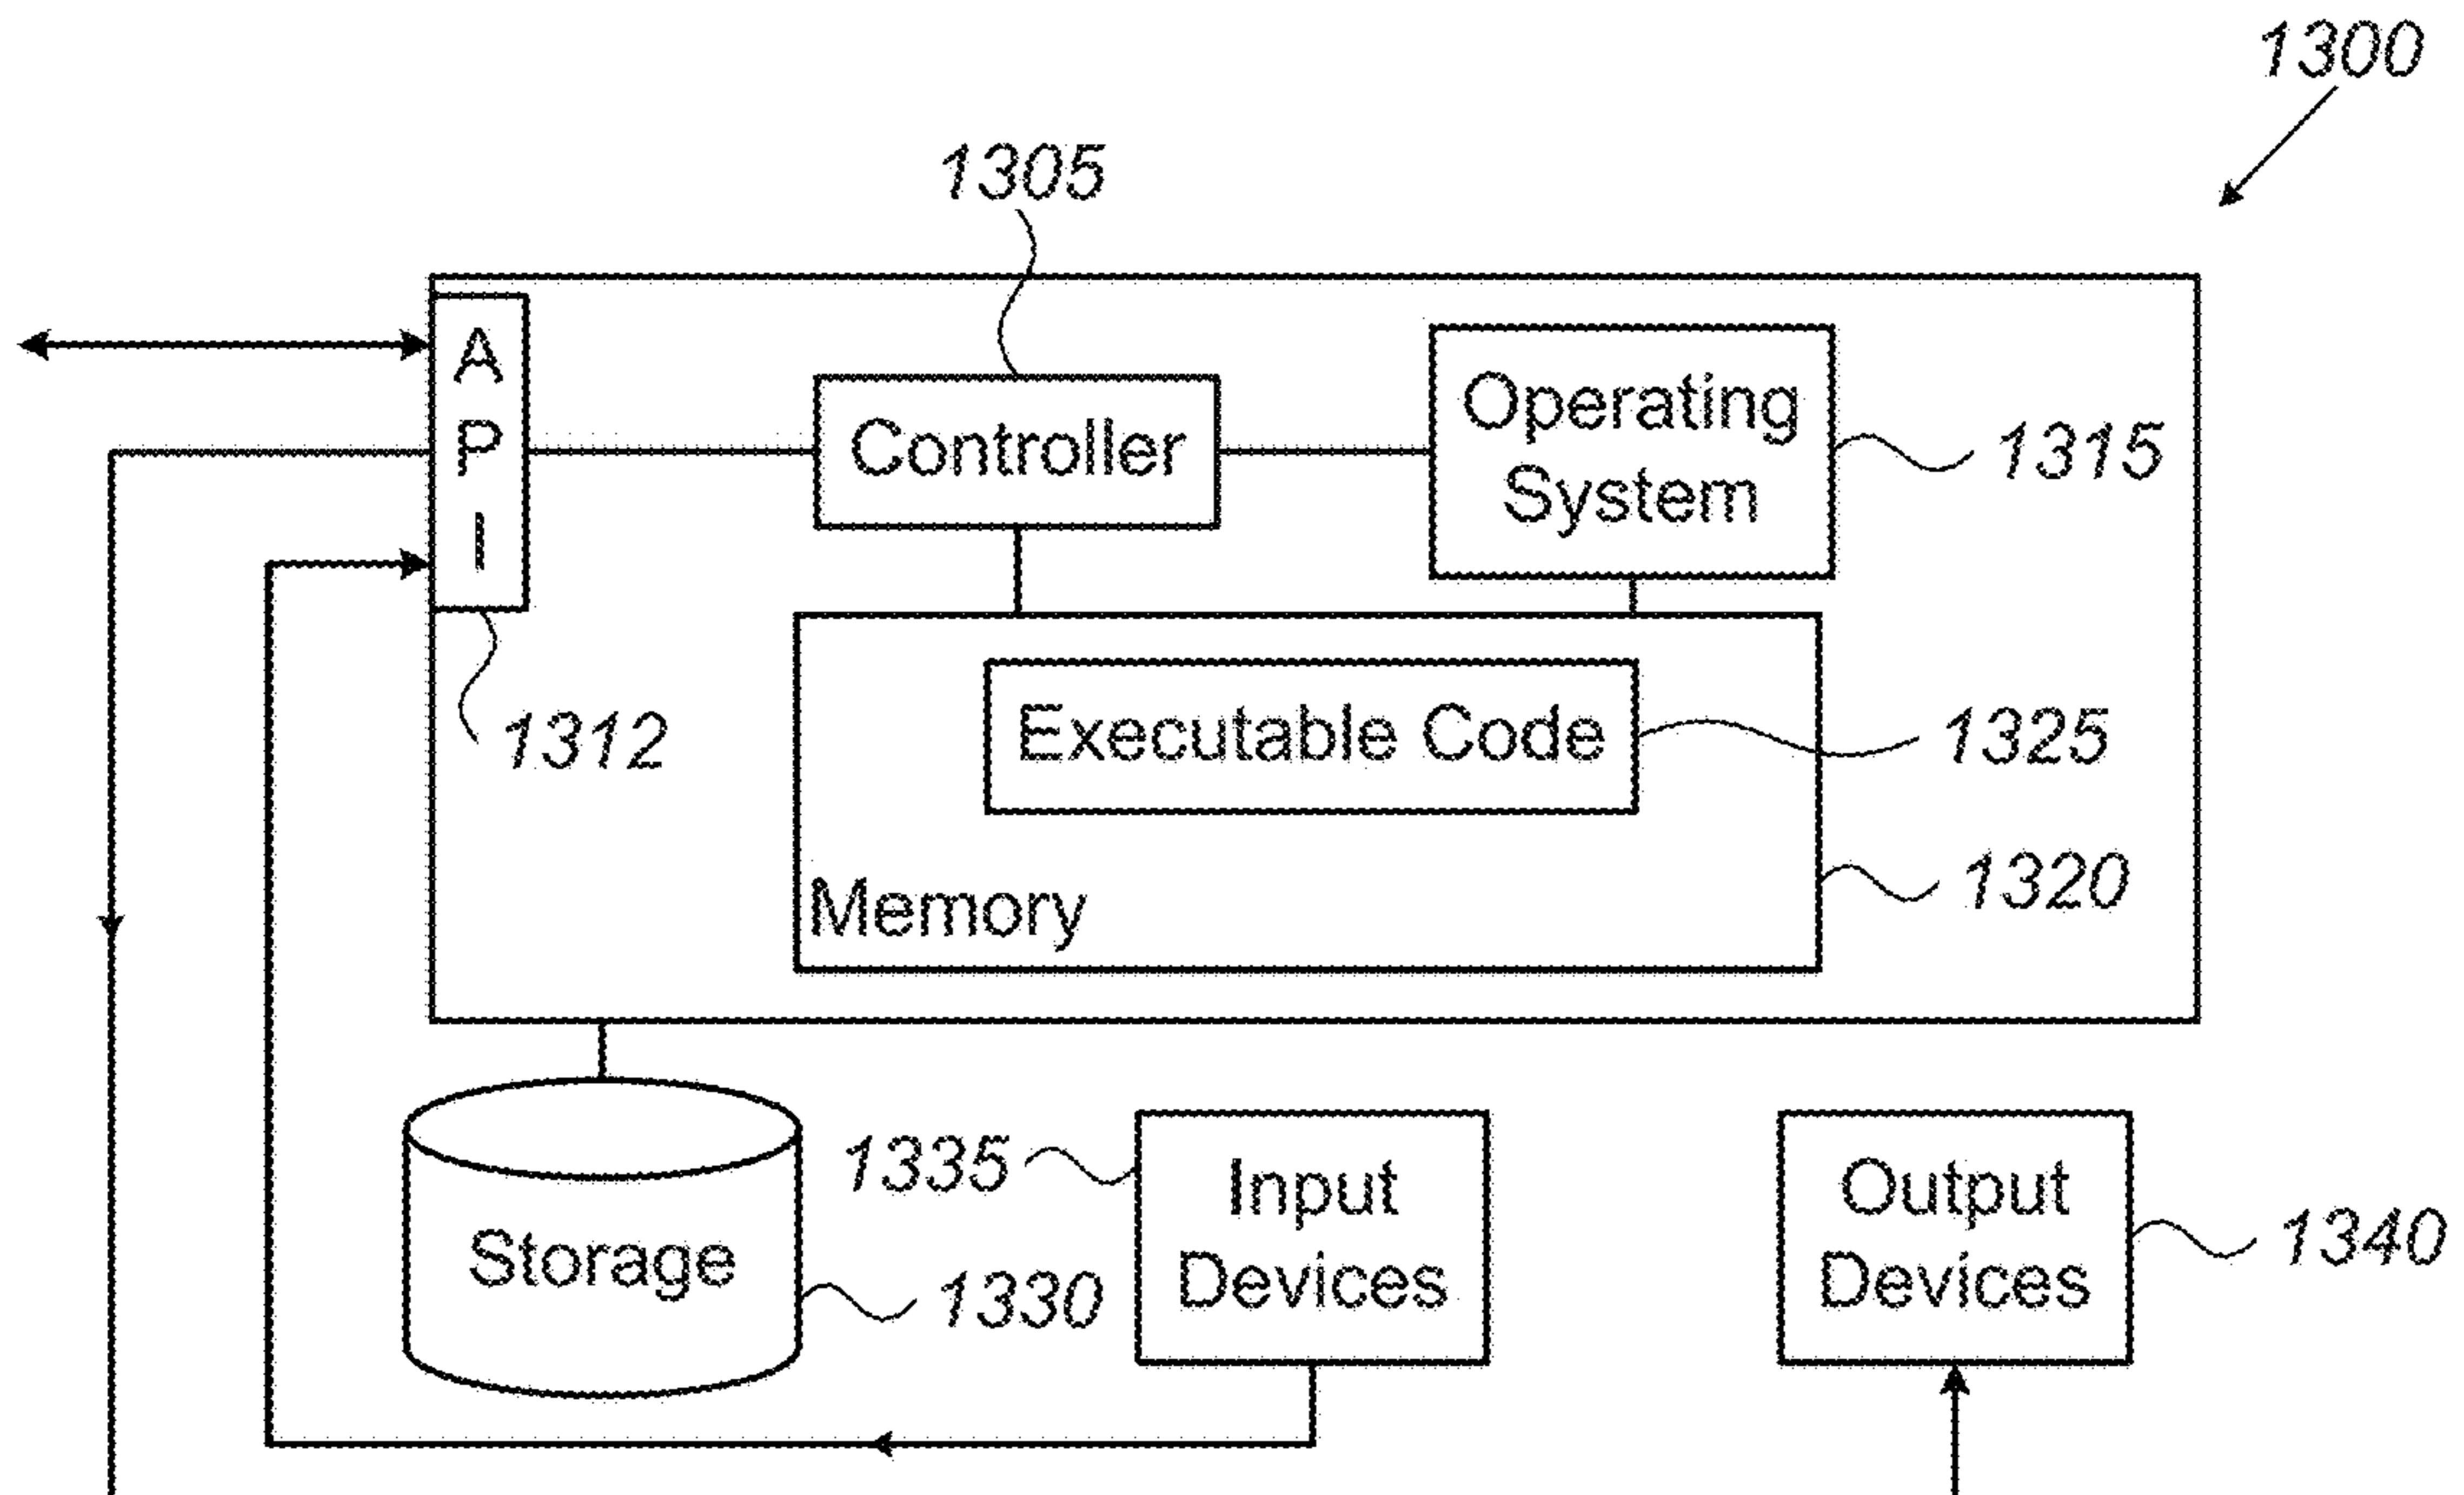 1300
1305
A
P
I
Controller
Operating
System
1315
1312
Executable Code
1325
Memory
1320
Storage
1330
1335
Input
Devices
Output
Devices
1340